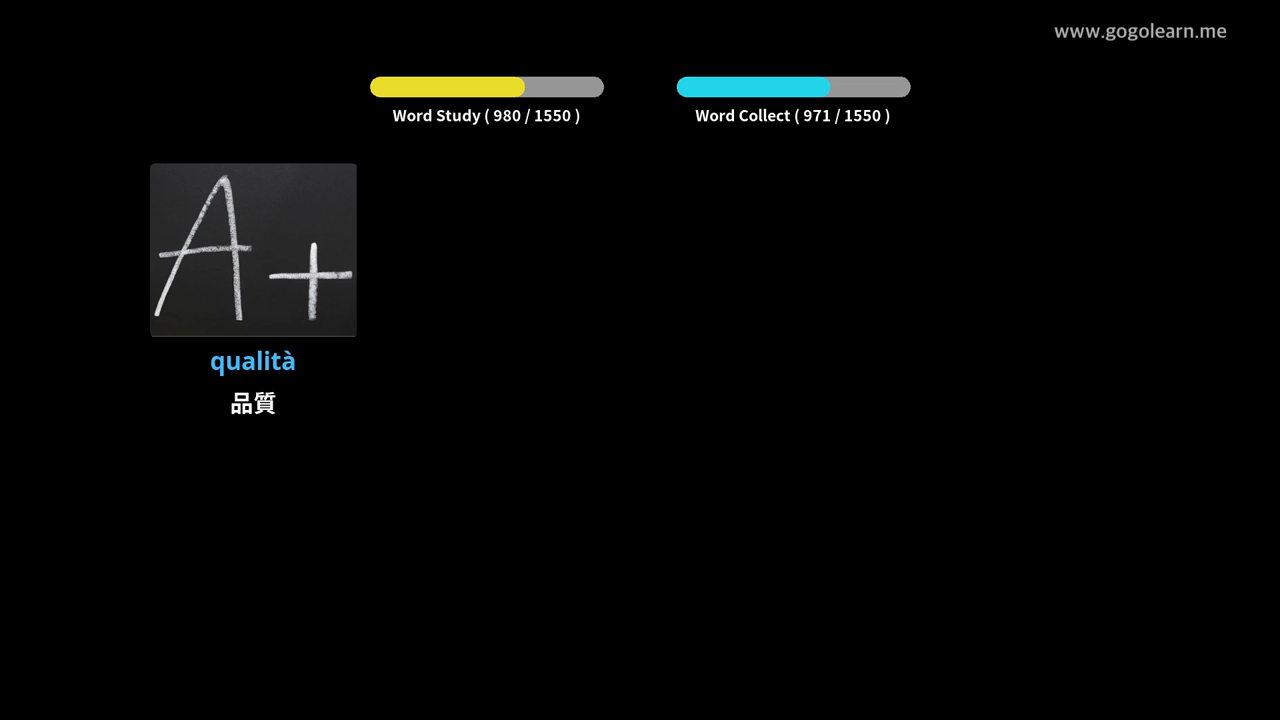 www.gogolearn.me
Word Study ( 980 / 1550 )
Word Collect ( 971 / 1550 )
A+
qualità
品質